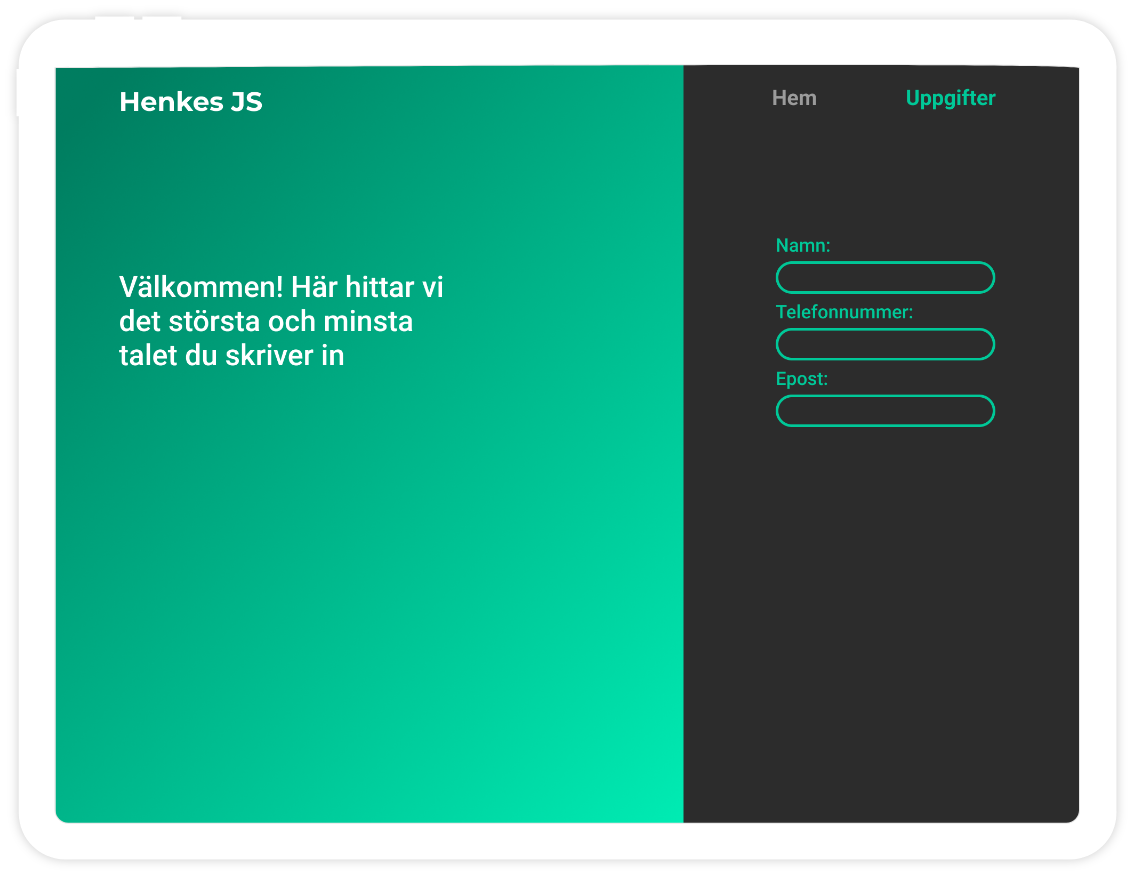 Henkes JS
Hem
Uppgifter
Välkommen! Här hittar vi
det största och minsta
talet du skriver in
Namn:
Telefonnummer:
Epost: